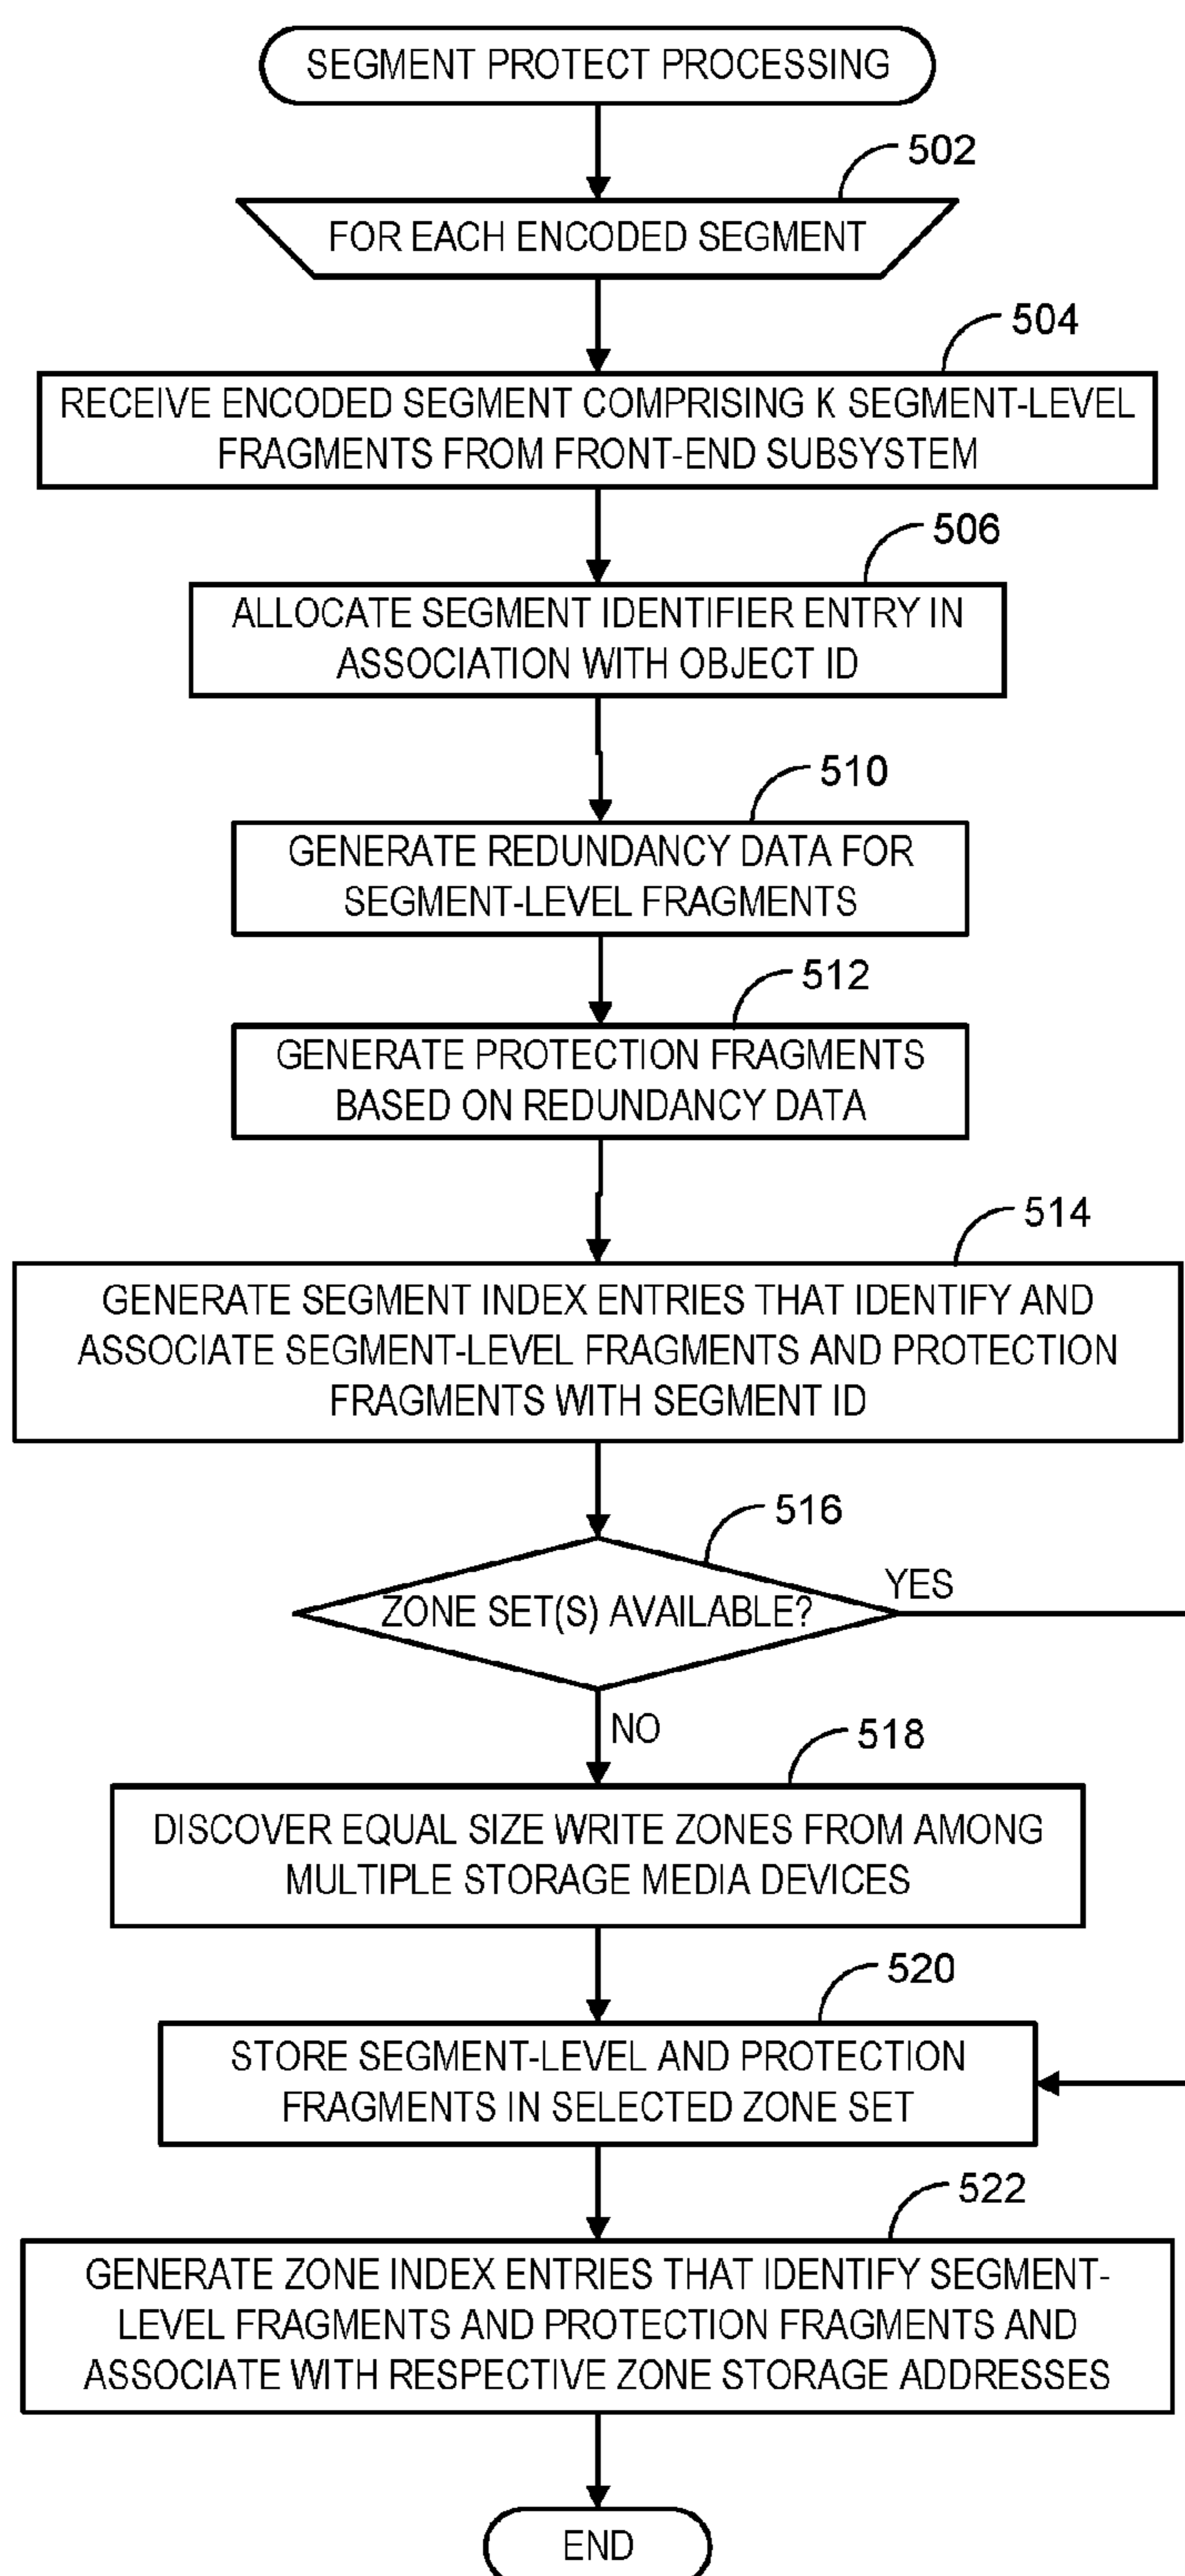 SEGMENT PROTECT PROCESSING
502
FOR EACH ENCODED SEGMENT
504
RECEIVE ENCODED SEGMENT COMPRISING K SEGMENT-LEVEL
FRAGMENTS FROM FRONT-END SUBSYSTEM
506
ALLOCATE SEGMENT IDENTIFIER ENTRY IN
ASSOCIATION WITH OBJECT ID
510
GENERATE REDUNDANCY DATA FOR
SEGMENT-LEVEL FRAGMENTS
512
GENERATE PROTECTION FRAGMENTS
BASED ON REDUNDANCY DATA
514
GENERATE SEGMENT INDEX ENTRIES THAT IDENTIFY AND
ASSOCIATE SEGMENT-LEVEL FRAGMENTS AND PROTECTION
FRAGMENTS WITH SEGMENT ID
516
YES
ZONE SET(S) AVAILABLE?
NO
518
DISCOVER EQUAL SIZE WRITE ZONES FROM AMONG
MULTIPLE STORAGE MEDIA DEVICES
520
STORE SEGMENT-LEVEL AND PROTECTION
FRAGMENTS IN SELECTED ZONE SET
522
GENERATE ZONE INDEX ENTRIES THAT IDENTIFY SEGMENT-
LEVEL FRAGMENTS AND PROTECTION FRAGMENTS AND
ASSOCIATE WITH RESPECTIVE ZONE STORAGE ADDRESSES
END